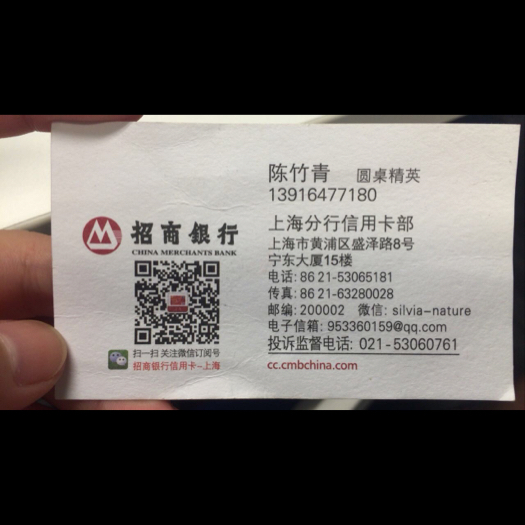 招商银行
CHINA MERCHANTS BANK
扫一扫 关注微信订阅号
招商银行信用卡-上海
陈竹青 圆桌精英
13916477180
上海分行信用卡部
上海市黄浦区盛泽路8号
宁东大厦15楼
电话: 86 21-53065181
传真: 86 21-63280028
邮编: 200002 微信: silvia-nature
电子信箱: 953360159@qq.com
投诉监督电话: 021-53060761
cc.cmbchina.com